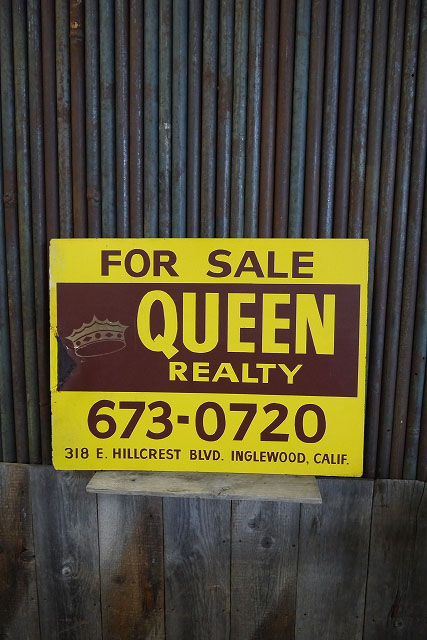 FOR SALE
QUEEN
REALTY
673-0720
318 E. HILLCREST BLVD. INGLEWOOD, CALIF.